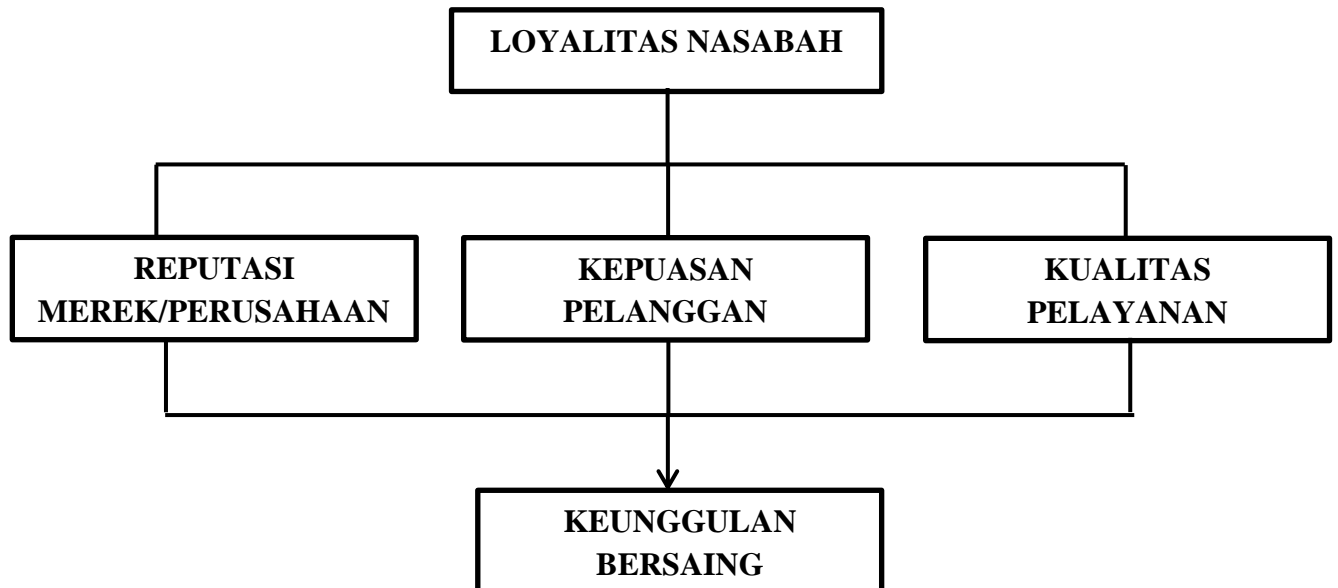 LOYALITAS NASABAH
REPUTASI
MEREK/PERUSAHAAN
KEPUASAN
PELANGGAN
KUALITAS
PELAYANAN
KEUNGGULAN
BERSAING